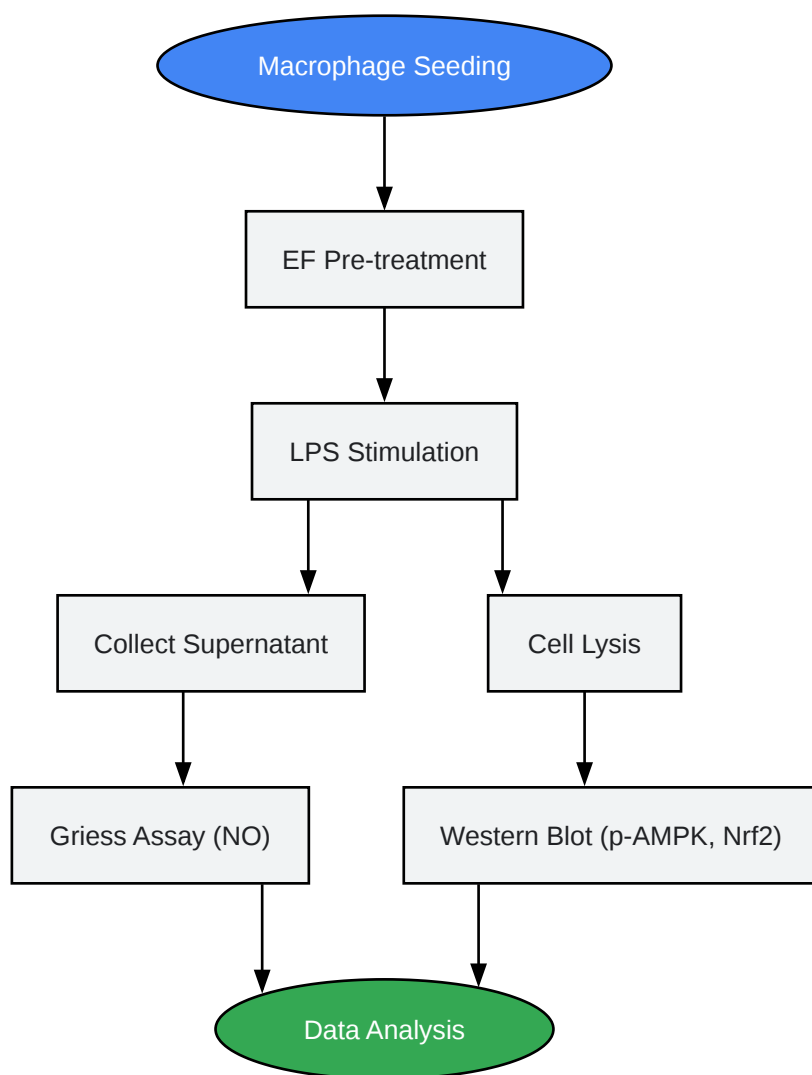 Macrophage Seeding
EF Pre-treatment
LPS Stimulation
Collect Supernatant
Cell Lysis
Griess Assay (NO)
Western Blot (p-AMPK, Nrf2)
Data Analysis